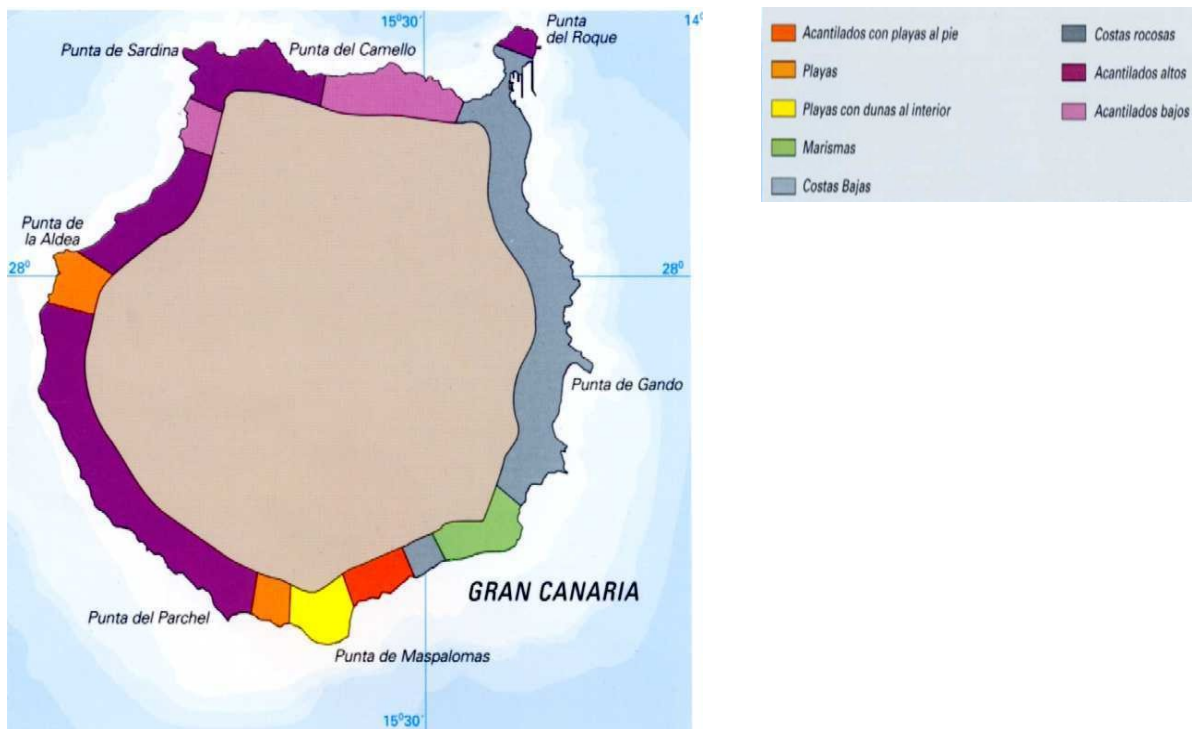 15°30'
14°
Punta
del Roque
Punta de Sardina
Punta del Camello
Punta de
la Aldea
28°
28°
Punta de Gando
GRAN CANARIA
Punta del Parchel
Punta de Maspalomas
15°30'
Acantilados con playas al pie
Playas
Playas con dunas al interior
Marismas
Costas Bajas
Costas rocosas
Acantilados altos
Acantilados bajos